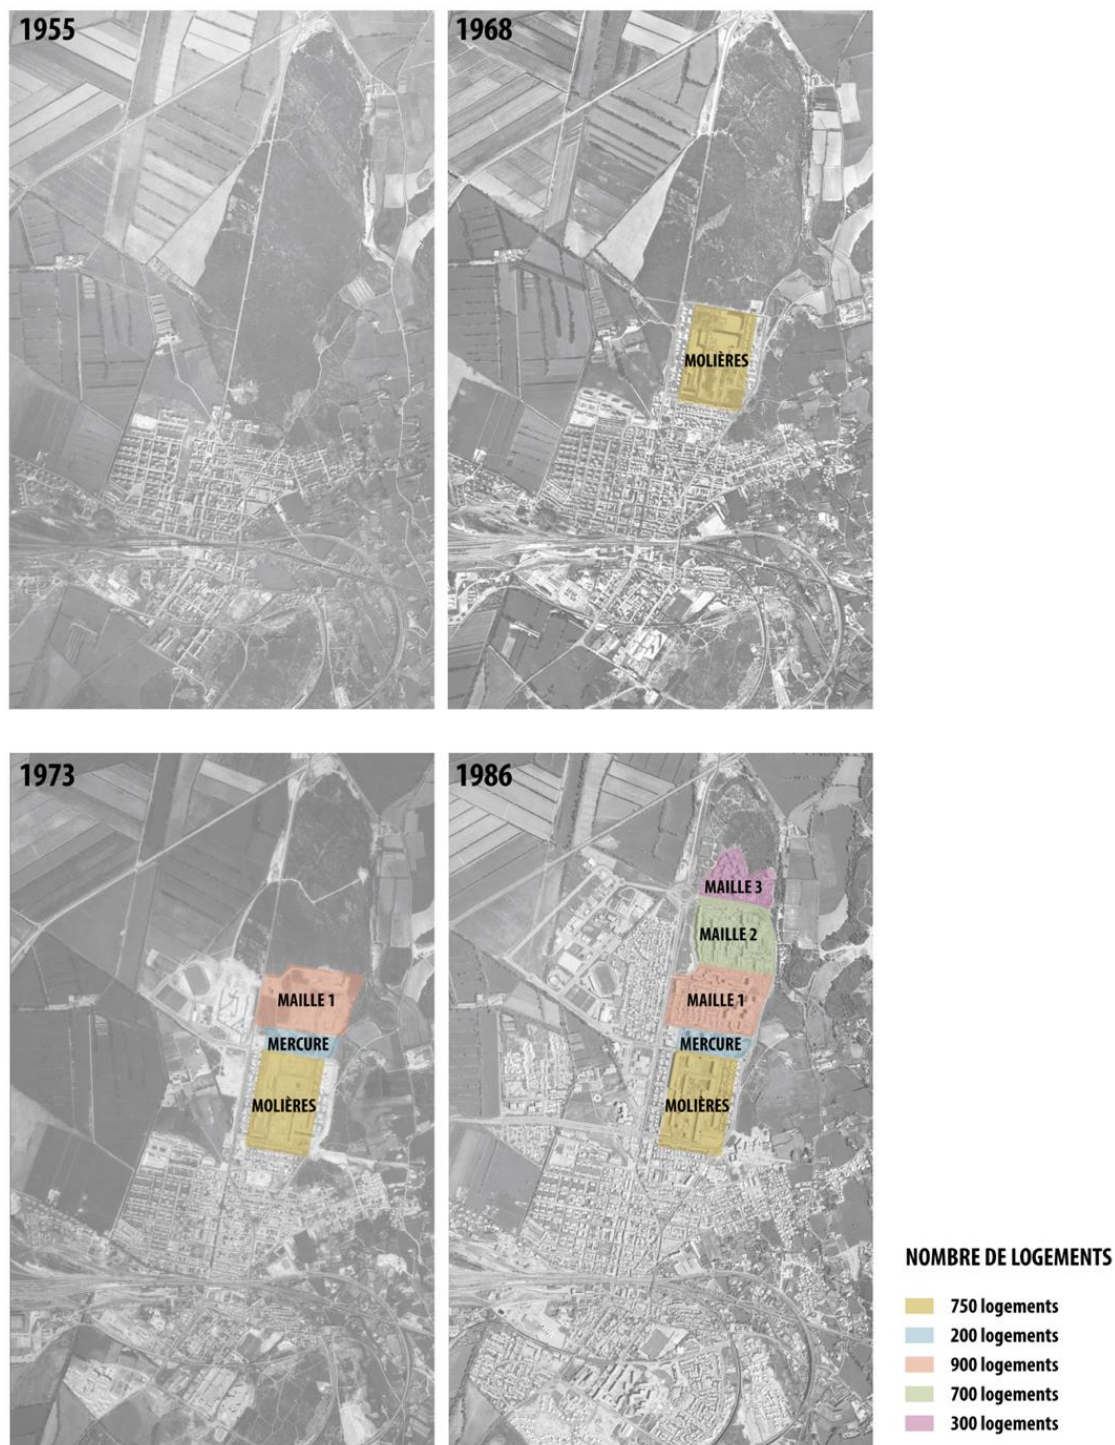 1955
1968
MOLIÈRES
1973
MAILLE 1
MERCURE
MOLIÈRES
1986
MAILLE 3
MAILLE 2
MAILLE 1
MERCURE
MOLIÈRES
NOMBRE DE LOGEMENTS
750 logements
200 logements
900 logements
700 logements
300 logements